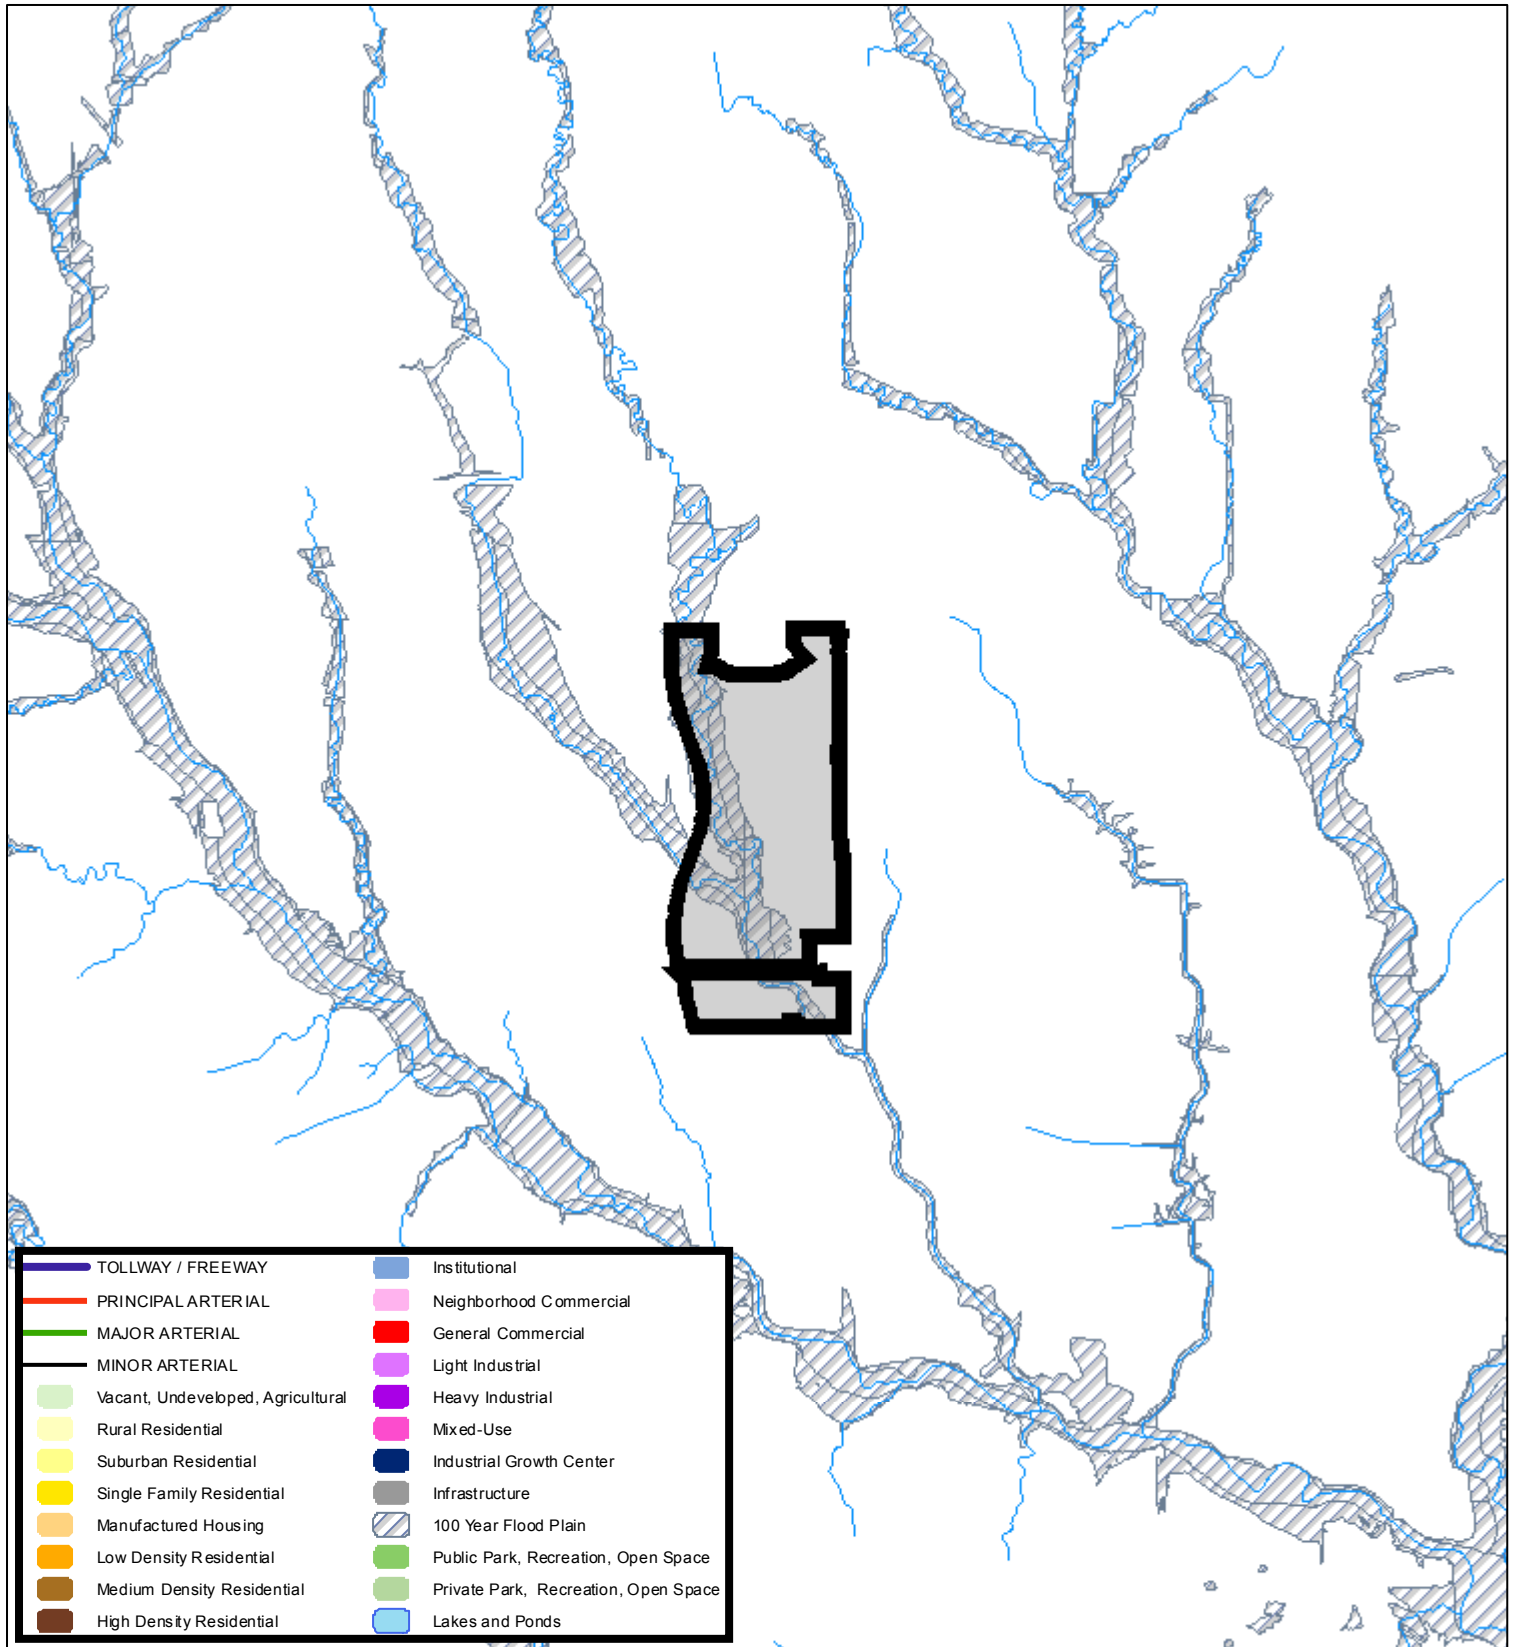 TOLLWAY / FREEWAY
PRINCIPAL ARTERIAL
MAJOR ARTERIAL
MINOR ARTERIAL
Vacant, Undeveloped, Agricultural
Rural Residential
Suburban Residential
Single Family Residential
Manufactured Housing
Low Density Residential
Medium Density Residential
High Density Residential
Institutional
Neighborhood Commercial
General Commercial
Light Industrial
Heavy Industrial
Mixed-Use
Industrial Growth Center
Infrastructure
100 Year Flood Plain
Public Park, Recreation, Open Space
Private Park, Recreation, Open Space
Lakes and Ponds